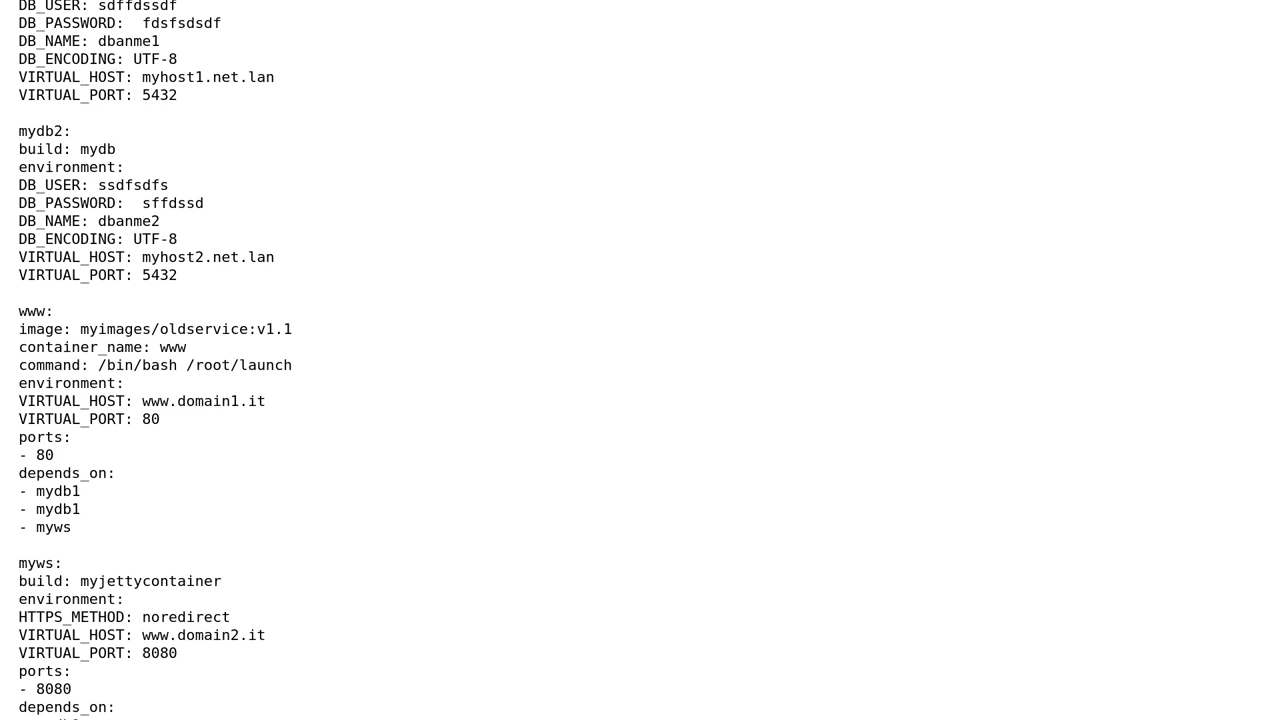 DB_USER: sdffdssdf
DB_PASSWORD:  fdsfsdsdf
DB_NAME: dbanme1
DB_ENCODING: UTF-8
VIRTUAL_HOST: myhost1.net.lan
VIRTUAL_PORT: 5432

mydb2:
build: mydb
environment:
DB_USER: ssdfsdfs
DB_PASSWORD:  sffdssd
DB_NAME: dbanme2
DB_ENCODING: UTF-8
VIRTUAL_HOST: myhost2.net.lan
VIRTUAL_PORT: 5432

www:
image: myimages/oldservice:v1.1
container_name: www
command: /bin/bash /root/launch
environment:
VIRTUAL_HOST: www.domain1.it
VIRTUAL_PORT: 80
ports:
- 80
depends_on:
- mydb1
- mydb1
- myws

myws:
build: myjettycontainer
environment:
HTTPS_METHOD: noredirect
VIRTUAL_HOST: www.domain2.it
VIRTUAL_PORT: 8080
ports:
- 8080
depends_on: